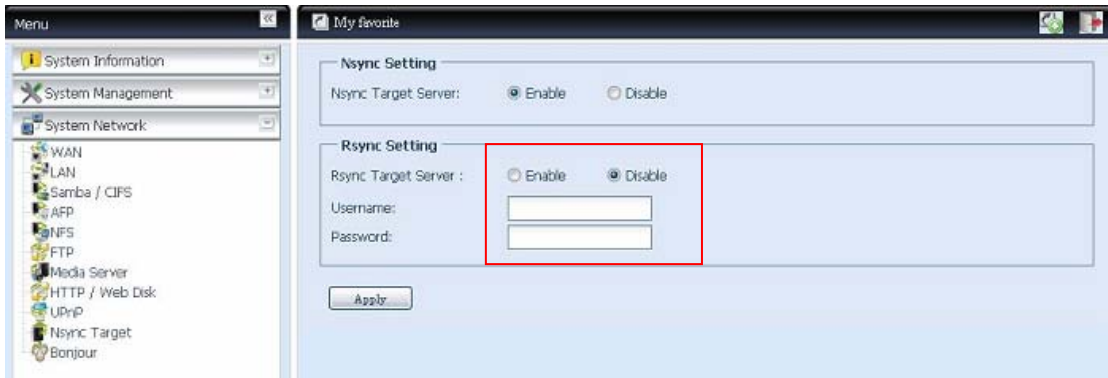 Menu
System Information
System Management
System Network
WAN
LAN
Samba / CIFS
AFP
NFS
FTP
Media Server
HTTP / Web Disk
UPnP
Nsync Target
Bonjour
My favorite
Nsync Setting
Nsync Target Server: Enable Disable
Rsync Setting
Rsync Target Server : Enable Disable
Username:
Password:
Apply